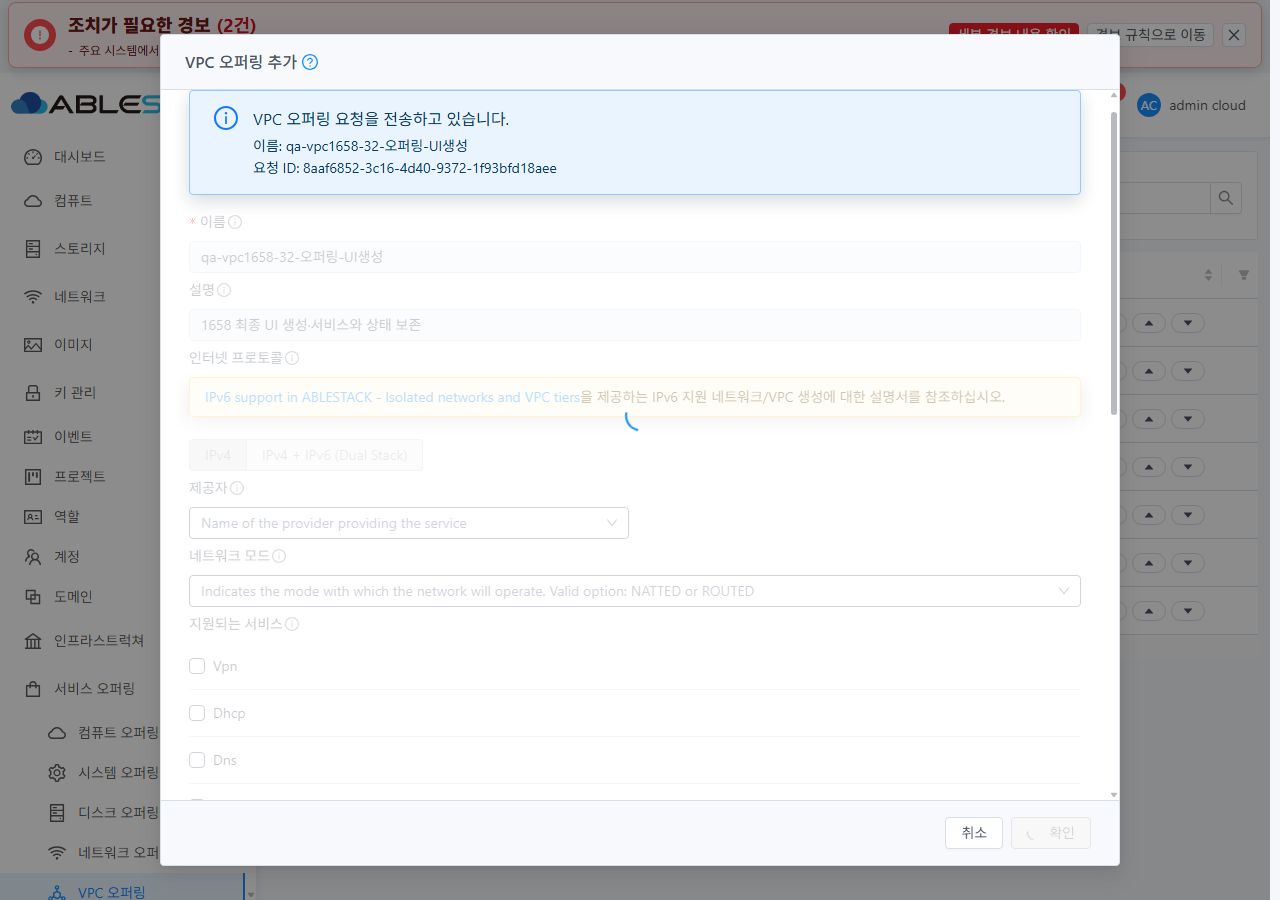 조치가 필요한 경보 (2건)
- 주요 시스템에서
세부 경보 내용 확인
경보 규칙으로 이동
VPC 오퍼링 추가
ABLES
AC
admin cloud
대시보드
컴퓨트
스토리지
네트워크
이미지
키 관리
이벤트
프로젝트
역할
계정
도메인
인프라스트럭쳐
서비스 오퍼링
컴퓨트 오퍼링
시스템 오퍼링
디스크 오퍼링
네트워크 오퍼
VPC 오퍼링
VPC 오퍼링 요청을 전송하고 있습니다.
이름: qa-vpc1658-32-오퍼링-UI생성
요청 ID: 8aaf6852-3c16-4d40-9372-1f93bfd18aee
* 이름
qa-vpc1658-32-오퍼링-UI생성
설명
1658 최종 UI 생성·서비스와 상태 보존
인터넷 프로토콜
IPv6 support in ABLESTACK - Isolated networks and VPC tiers을 제공하는 IPv6 지원 네트워크/VPC 생성에 대한 설명서를 참조하십시오.
IPv4
IPv4 + IPv6 (Dual Stack)
제공자
Name of the provider providing the service
네트워크 모드
Indicates the mode with which the network will operate. Valid option: NATTED or ROUTED
지원되는 서비스
Vpn
Dhcp
Dns
취소
확인